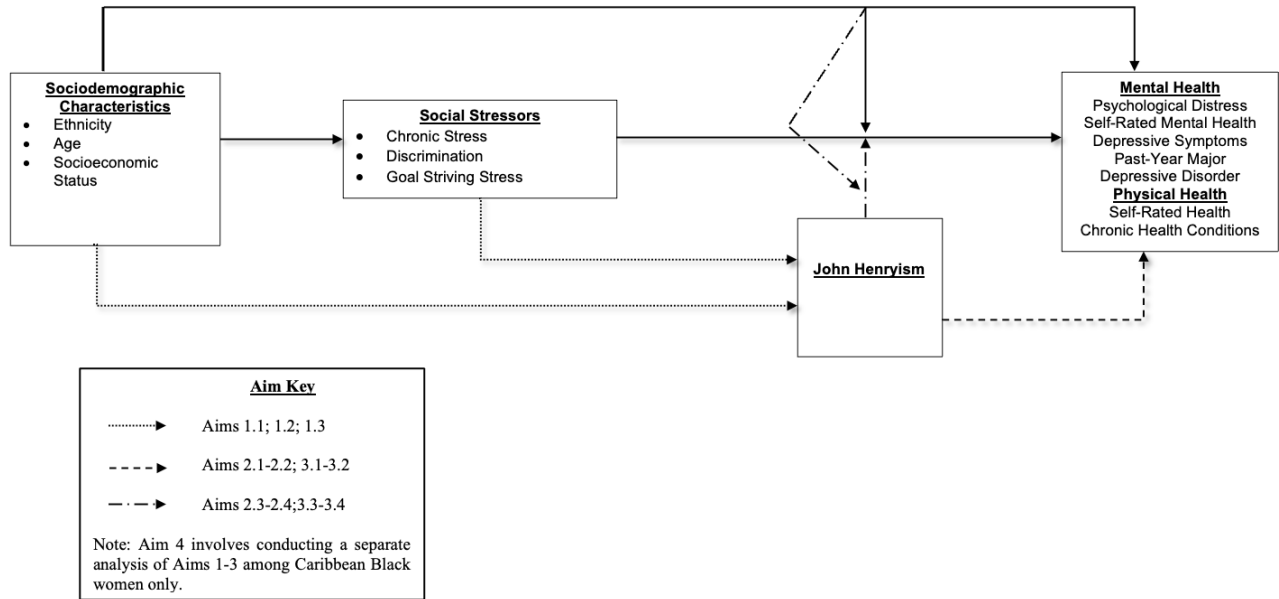 Sociodemographic
Characteristics
• Ethnicity
• Age
• Socioeconomic
Status
Social Stressors
• Chronic Stress
• Discrimination
• Goal Striving Stress
Mental Health
Psychological Distress
Self-Rated Mental Health
Depressive Symptoms
Past-Year Major
Depressive Disorder
Physical Health
Self-Rated Health
Chronic Health Conditions
John Henryism
Aim Key
Aims 1.1; 1.2; 1.3
Aims 2.1-2.2; 3.1-3.2
Aims 2.3-2.4;3.3-3.4
Note: Aim 4 involves conducting a separate
analysis of Aims 1-3 among Caribbean Black
women only.